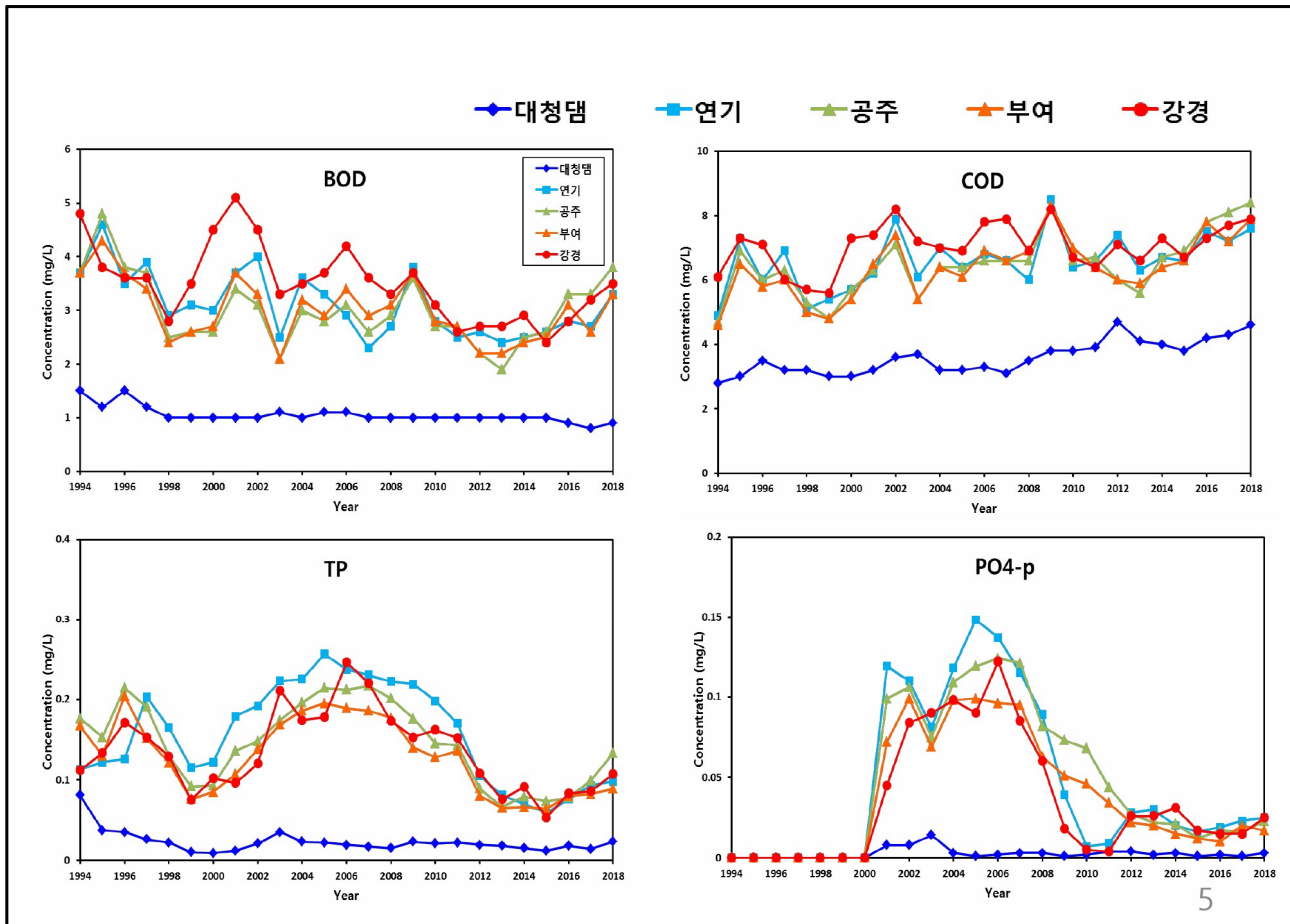 대청댐 연기 공주 부여 강경
BOD
대청댐
연기
공주
부여
강경
Concentration (mg/L)
6
5
4
3
2
1
0
1994 1996 1998 2000 2002 2004 2006 2008 2010 2012 2014 2016 2018
Year
COD
Concentration (mg/L)
10
8
6
4
2
0
1994 1996 1998 2000 2002 2004 2006 2008 2010 2012 2014 2016 2018
Year
TP
Concentration (mg/L)
0.4
0.3
0.2
0.1
0
1994 1996 1998 2000 2002 2004 2006 2008 2010 2012 2014 2016 2018
Year
PO4-p
Concentration (mg/L)
0.2
0.15
0.1
0.05
0
1994 1996 1998 2000 2002 2004 2006 2008 2010 2012 2014 2016 2018
Year
5